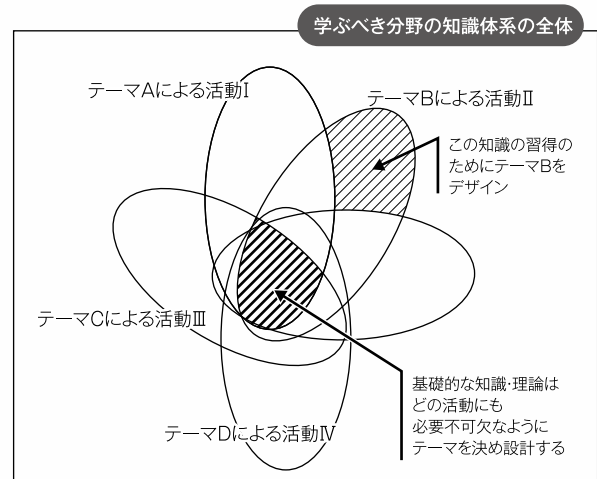 学ぶべき分野の知識体系の全体
テーマAによる活動Ⅰ
テーマBによる活動Ⅱ
この知識の習得の
ためにテーマBを
デザイン
テーマCによる活動Ⅲ
テーマDによる活動Ⅳ
基礎的な知識・理論は
どの活動にも
必要不可欠なように
テーマを決め設計する